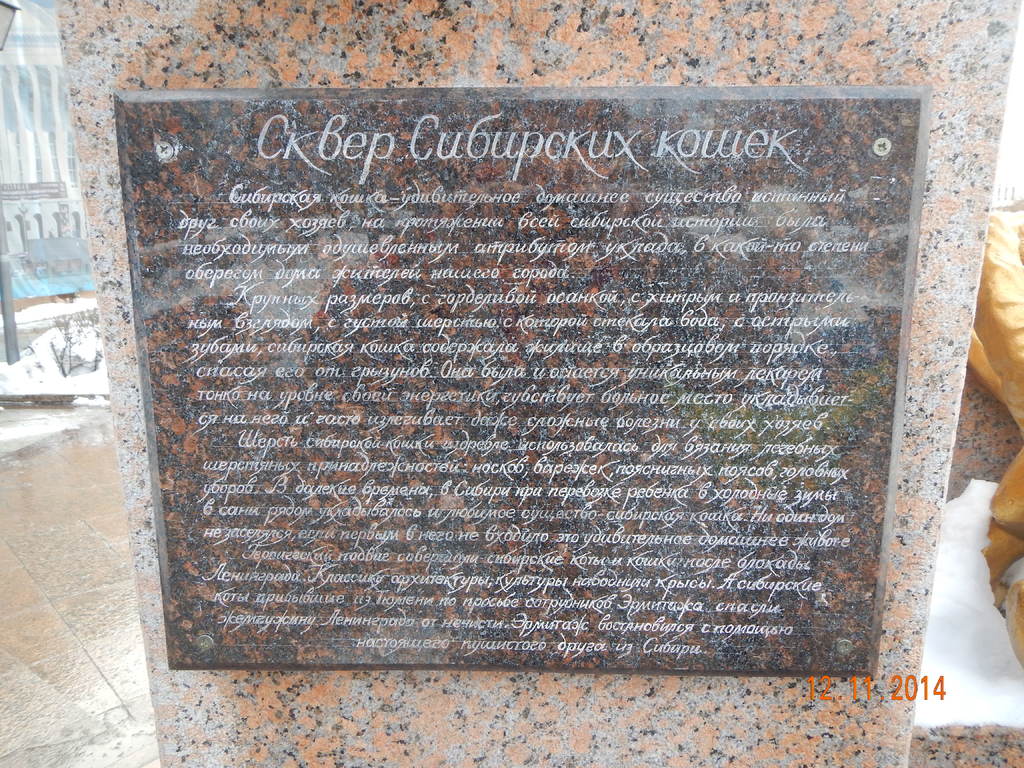 Сквер Сибирских кошек
Сибирская кошка-удивительное домашнее существо истинный
друг своих хозяев на протяжении всей сибирской истории была
необходимым одушевленным атрибутом уклада, в какой-то степени
оберегом дома жителей нашего города.
Крупных размеров, с горделивой осанкой, с хитрым и пронзитель-
ным взглядом, с густой шерстью с которой стекала вода, с острыми
зубами, сибирская кошка содержала жилище в образцовом порядке,
спасая его от грызунов. Она была и остается уникальным лекарем
тонко на уровне своей энергетики чувствует больное место укладывает-
ся на него и часто излечивает даже сложные болезни у своих хозяев.
Шерсть сибирской кошки издревле использовалась для вязания лечебных
шерстяных принадлежностей: носков, варежек, поясничных поясов, головных
уборов. В далекие времена, в Сибири при перевозке ребенка в холодные зимы
в сани рядом укладывалось и любимое существо-сибирская кошка. Ни один дом
не заселялся, если первым в него не входило это удивительное домашнее животе
Героический подвиг совершили сибирские коты и кошки после блокады
Ленинграда. Классику архитектуры, культуры наводнили крысы. А сибирские
коты прибывшие из Тюмени по просьбе сотрудников Эрмитажа спасли
жемчужину Ленинграда от нечисти. Эрмитаж востановился с помощью
настоящего пушистого друга из Сибири.
12.11.2014